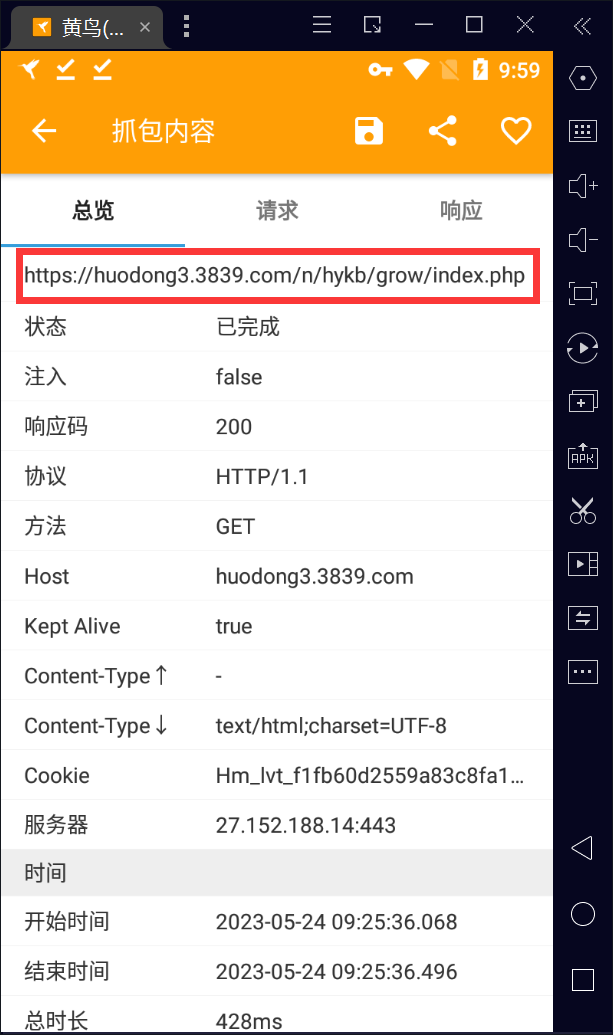 黄鸟(...
9:59
抓包内容
总览 请求 响应
https://huodong3.3839.com/n/hykb/grow/index.php
状态 已完成
注入 false
响应码 200
协议 HTTP/1.1
方法 GET
Host huodong3.3839.com
Kept Alive true
Content-Type↑ -
Content-Type↓ text/html;charset=UTF-8
Cookie Hm_lvt_f1fb60d2559a83c8fa1...
服务器 27.152.188.14:443
时间
开始时间 2023-05-24 09:25:36.068
结束时间 2023-05-24 09:25:36.496
总时长 428ms
APK